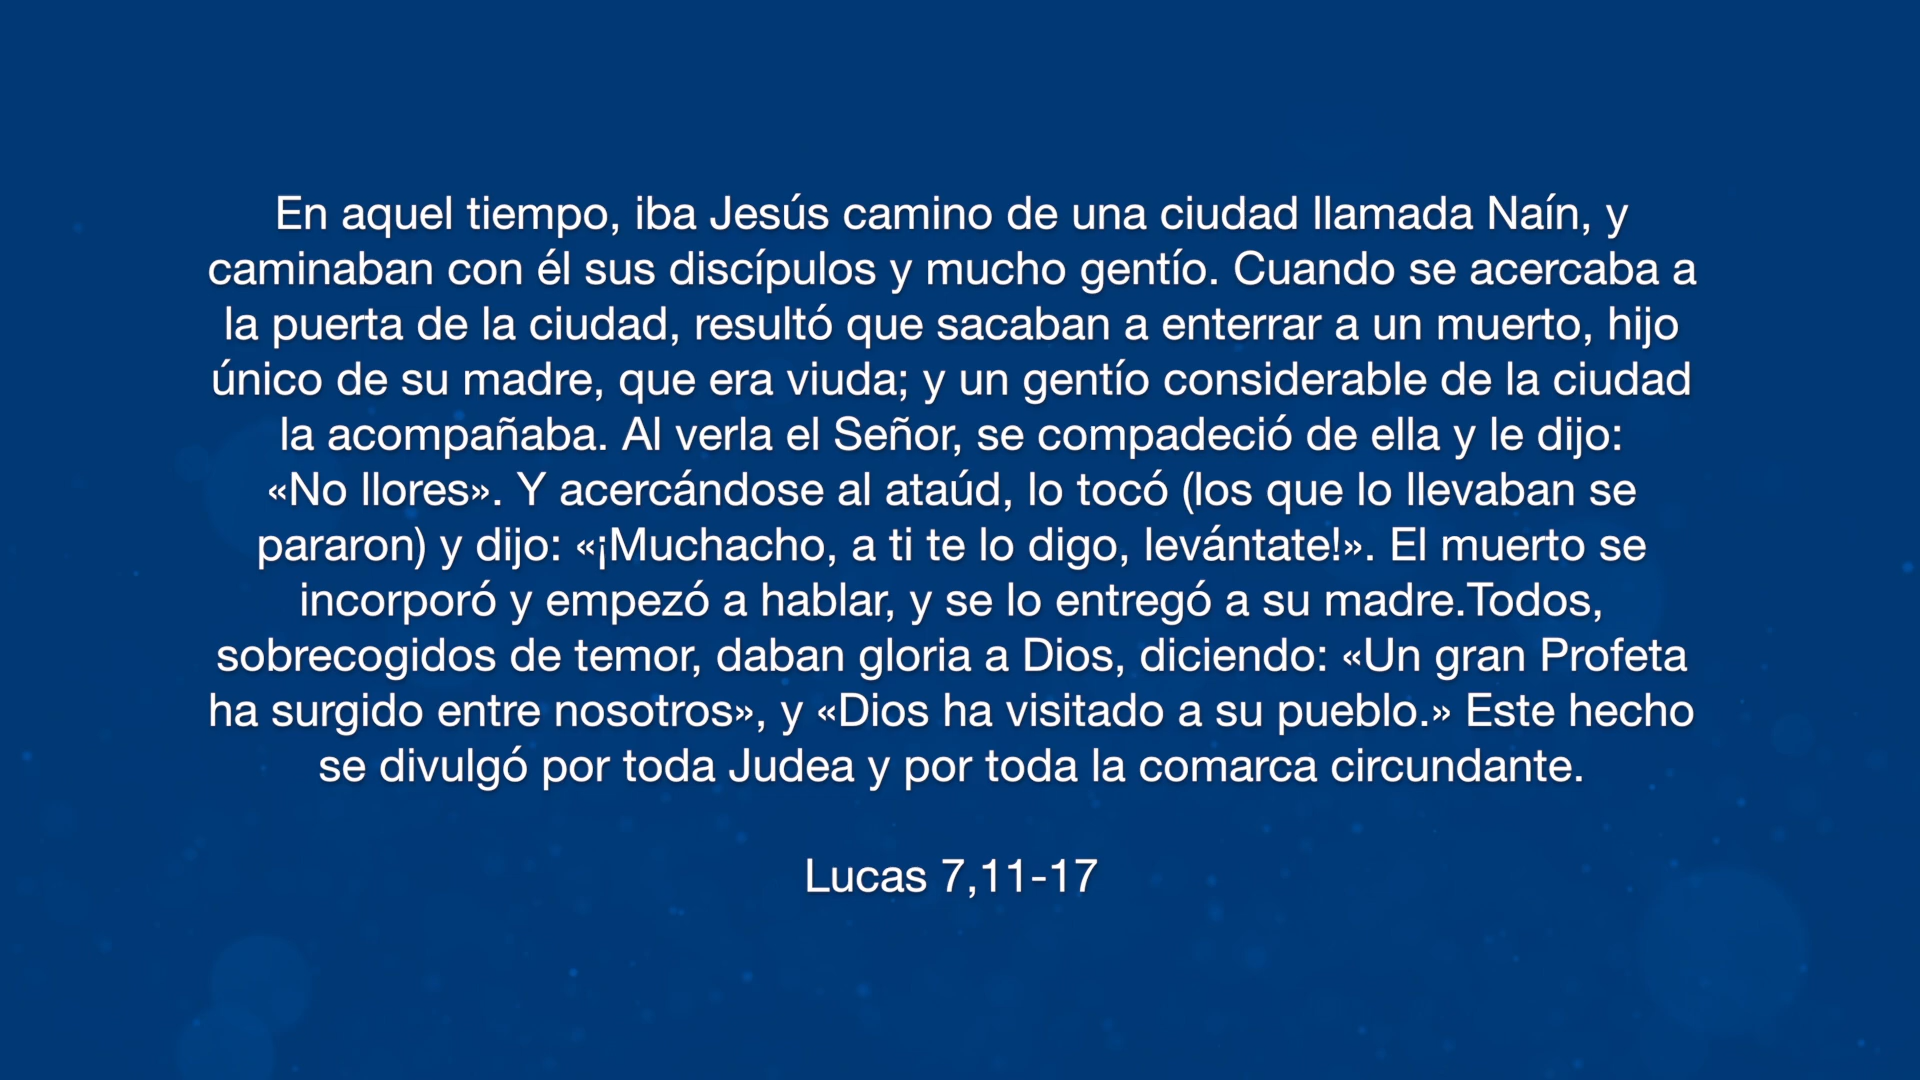 En aquel tiempo, iba Jesús camino de una ciudad llamada Naín, y
caminaban con él sus discípulos y mucho gentío. Cuando se acercaba a
la puerta de la ciudad, resultó que sacaban a enterrar a un muerto, hijo
único de su madre, que era viuda; y un gentío considerable de la ciudad
la acompañaba. Al verla el Señor, se compadeció de ella y le dijo:
«No llores». Y acercándose al ataúd, lo tocó (los que lo llevaban se
pararon) y dijo: «¡Muchacho, a ti te lo digo, levántate!». El muerto se
incorporó y empezó a hablar, y se lo entregó a su madre.Todos,
sobrecogidos de temor, daban gloria a Dios, diciendo: «Un gran Profeta
ha surgido entre nosotros», y «Dios ha visitado a su pueblo.» Este hecho
se divulgó por toda Judea y por toda la comarca circundante.
Lucas 7,11-17